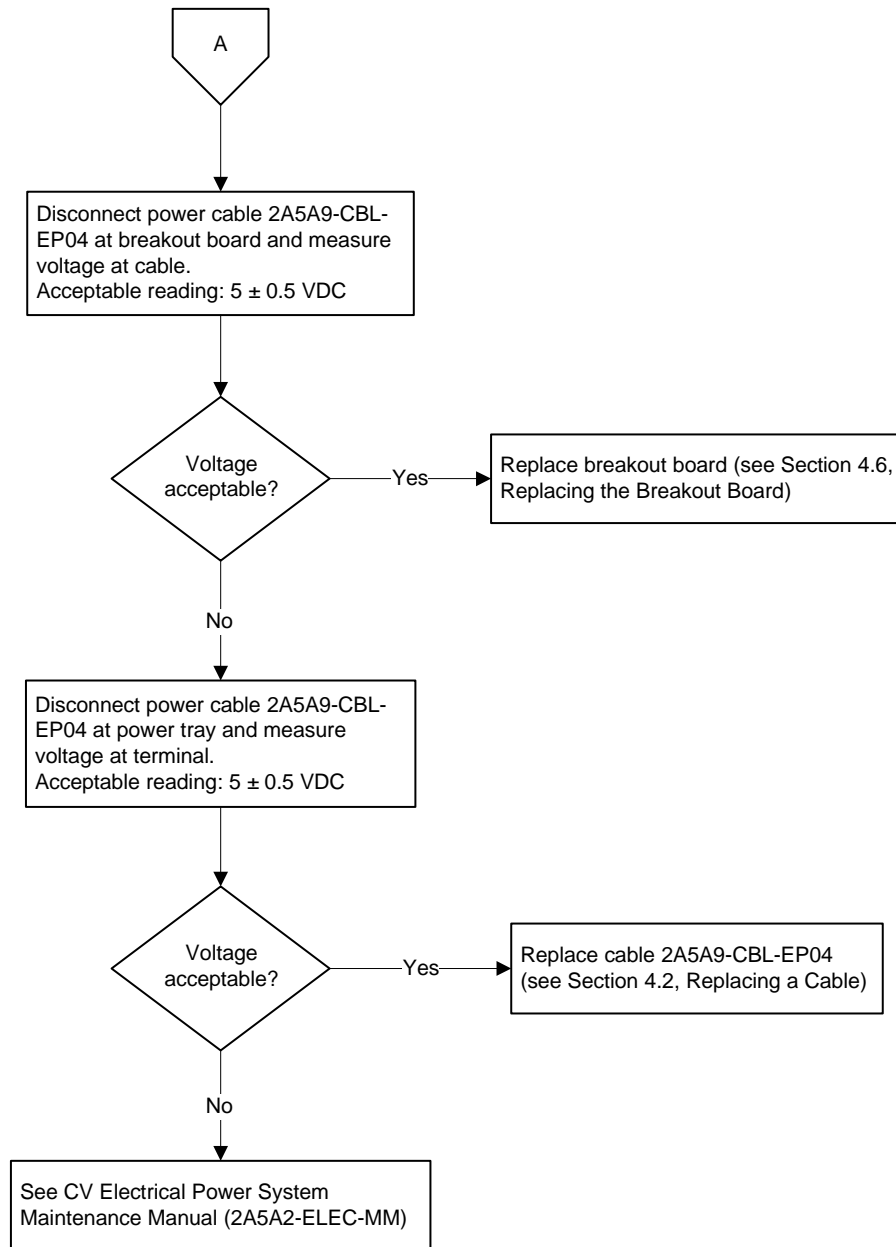 A
Disconnect power cable 2A5A9-CBL-
EP04 at breakout board and measure
voltage at cable.
Acceptable reading: 5 ± 0.5 VDC
Voltage
acceptable?
Yes
Replace breakout board (see Section 4.6,
Replacing the Breakout Board)
No
Disconnect power cable 2A5A9-CBL-
EP04 at power tray and measure
voltage at terminal.
Acceptable reading: 5 ± 0.5 VDC
Voltage
acceptable?
Yes
Replace cable 2A5A9-CBL-EP04
(see Section 4.2, Replacing a Cable)
No
See CV Electrical Power System
Maintenance Manual (2A5A2-ELEC-MM)